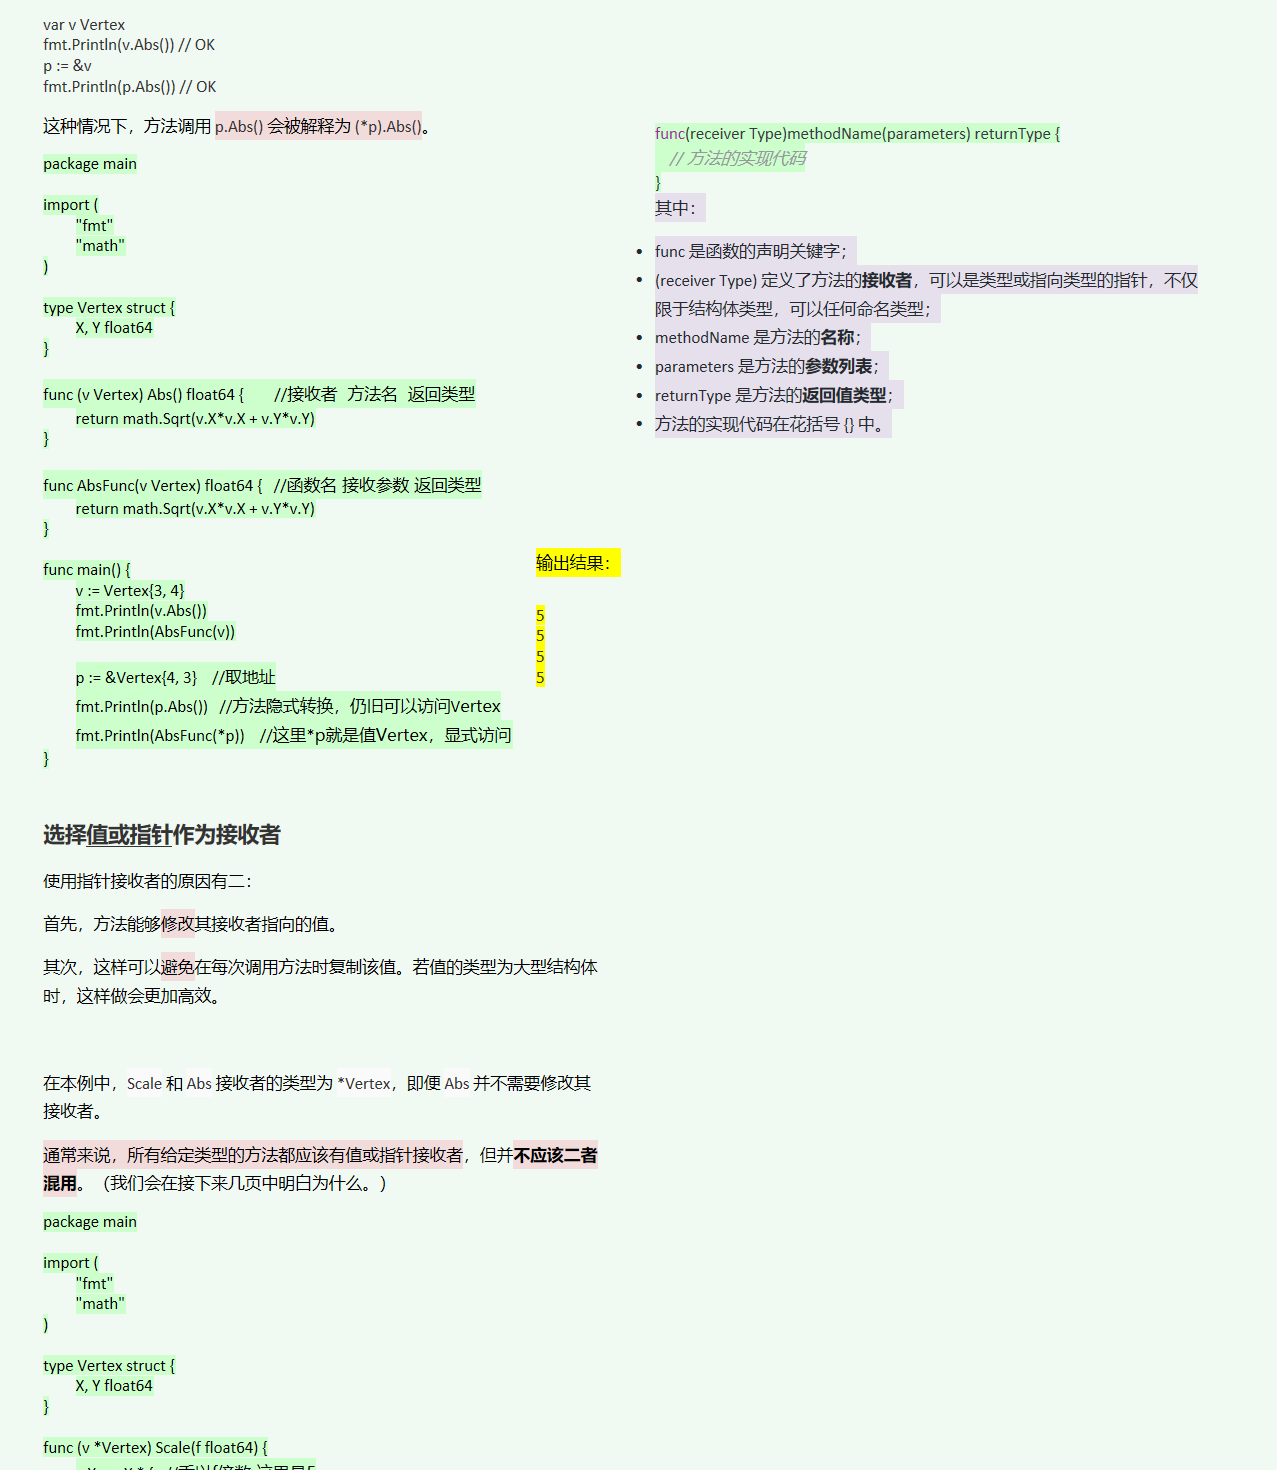 var v Vertex
fmt.Println(v.Abs()) // OK
p := &v
fmt.Println(p.Abs()) // OK
这种情况下，方法调用 p.Abs() 会被解释为 (*p).Abs()。
package main
import (
"fmt"
"math"
)
type Vertex struct {
X, Y float64
}
func (v Vertex) Abs() float64 { //接收者 方法名 返回类型
return math.Sqrt(v.X*v.X + v.Y*v.Y)
}
func AbsFunc(v Vertex) float64 { //函数名 接收参数 返回类型
return math.Sqrt(v.X*v.X + v.Y*v.Y)
}
func main() {
v := Vertex{3, 4}
fmt.Println(v.Abs())
fmt.Println(AbsFunc(v))
p := &Vertex{4, 3} //取地址
fmt.Println(p.Abs()) //方法隐式转换，仍旧可以访问Vertex
fmt.Println(AbsFunc(*p)) //这里*p就是值Vertex，显式访问
}
输出结果：
5
5
5
5
func(receiver Type)methodName(parameters) returnType {
// 方法的实现代码
}
其中：
• func 是函数的声明关键字；
• (receiver Type) 定义了方法的接收者，可以是类型或指向类型的指针，不仅
限于结构体类型，可以任何命名类型；
• methodName 是方法的名称；
• parameters 是方法的参数列表；
• returnType 是方法的返回值类型；
• 方法的实现代码在花括号 {} 中。
选择值或指针作为接收者
使用指针接收者的原因有二：
首先，方法能够修改其接收者指向的值。
其次，这样可以避免在每次调用方法时复制该值。若值的类型为大型结构体
时，这样做会更加高效。
在本例中，Scale 和 Abs 接收者的类型为 *Vertex，即便 Abs 并不需要修改其
接收者。
通常来说，所有给定类型的方法都应该有值或指针接收者，但并不应该二者
混用。（我们会在接下来几页中明白为什么。）
package main
import (
"fmt"
"math"
)
type Vertex struct {
X, Y float64
}
func (v *Vertex) Scale(f float64) {